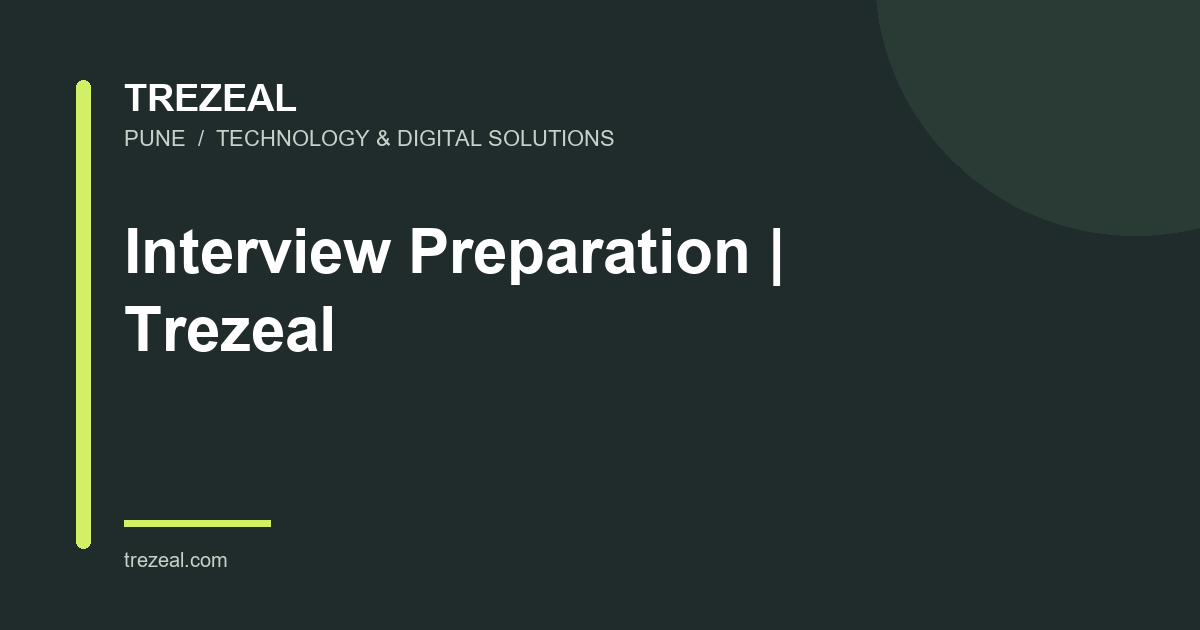 TREZEAL
PUNE / TECHNOLOGY & DIGITAL SOLUTIONS
Interview Preparation |
Trezeal
trezeal.com